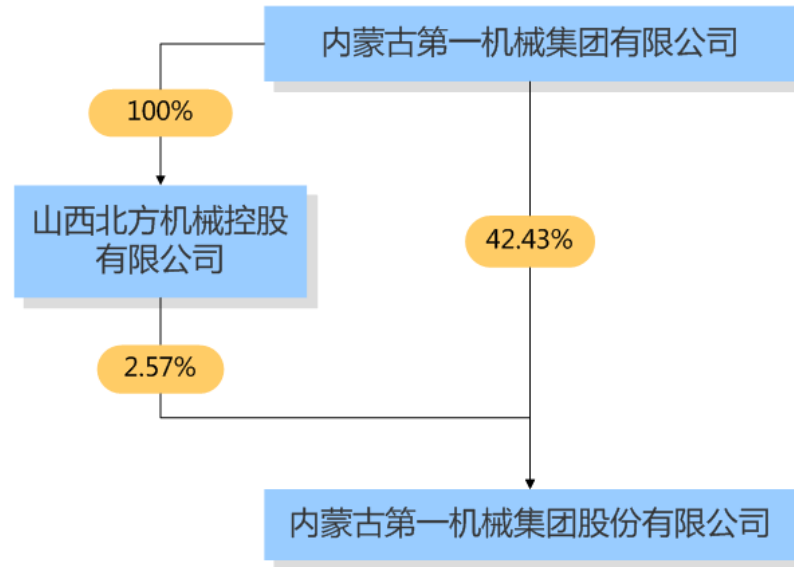 内蒙古第一机械集团有限公司
100%
山西北方机械控股
有限公司
42.43%
2.57%
内蒙古第一机械集团股份有限公司